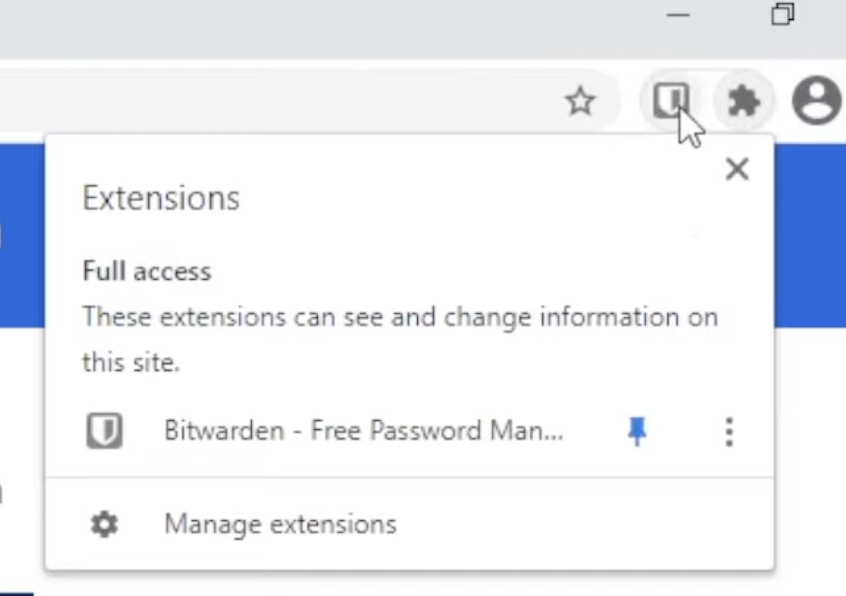 Extensions
Full access
These extensions can see and change information on
this site.
Bitwarden - Free Password Man...
Manage extensions